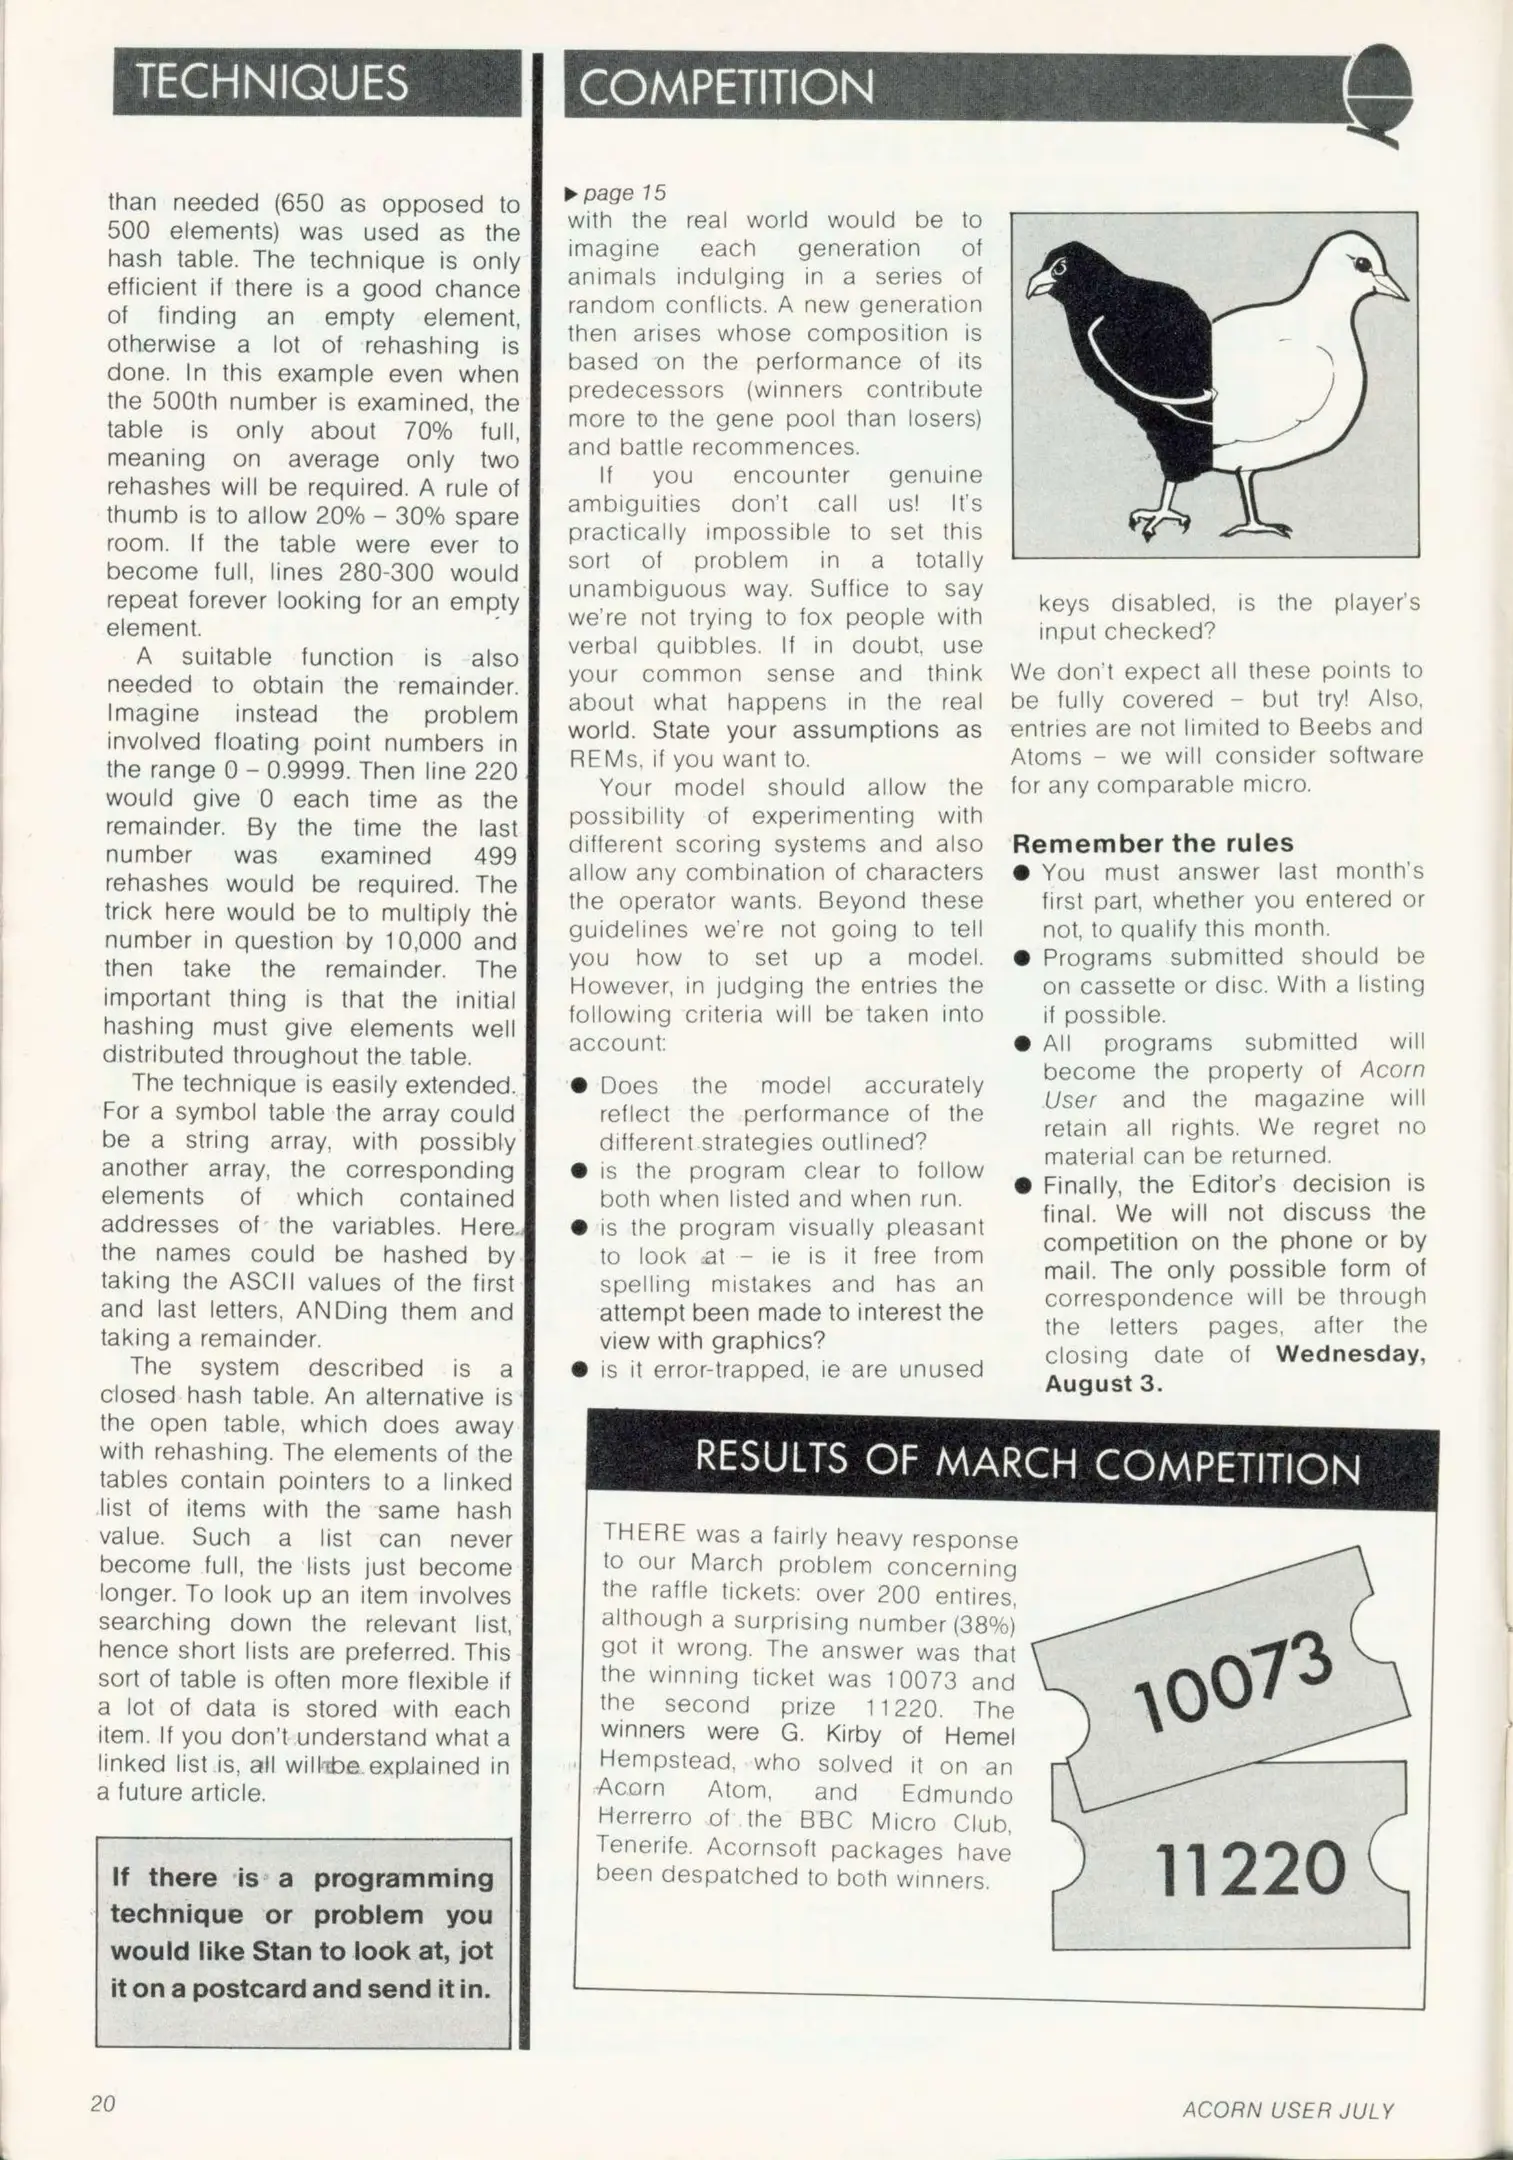 TECHNIQUES
than needed (650 as opposed to
500 elements) was used as the
hash table. The technique is only
efficient if there is a good chance
of finding an empty element,
otherwise a lot of rehashing is
done. In this example even when
the 500th number is examined, the
table is only about 70% full,
meaning on average only two
rehashes will be required. A rule of
thumb is to allow 20% – 30% spare
room. If the table were ever to
become full, lines 280-300 would
repeat forever looking for an empty
element.
A suitable function is also
needed to obtain the remainder.
Imagine instead the problem
involved floating point numbers in
the range 0 – 0.9999. Then line 220
would give 0 each time as the
remainder. By the time the last
number was examined 499
rehashes would be required. The
trick here would be to multiply the
number in question by 10,000 and
then take the remainder. The
important thing is that the initial
hashing must give elements well
distributed throughout the table.
The technique is easily extended.
For a symbol table the array could
be a string array, with possibly
another array, the corresponding
elements of which contained
addresses of the variables. Here
the names could be hashed by
taking the ASCII values of the first
and last letters, ANDing them and
taking a remainder.
The system described is a
closed hash table. An alternative is
the open table, which does away
with rehashing. The elements of the
tables contain pointers to a linked
list of items with the same hash
value. Such a list can never
become full, the lists just become
longer. To look up an item involves
searching down the relevant list,
hence short lists are preferred. This
sort of table is often more flexible if
a lot of data is stored with each
item. If you don't understand what a
linked list is, all will be explained in
a future article.
If there is a programming
technique or problem you
would like Stan to look at, jot
it on a postcard and send it in.
COMPETITION
▶ page 15
with the real world would be to
imagine each generation of
animals indulging in a series of
random conflicts. A new generation
then arises whose composition is
based on the performance of its
predecessors (winners contribute
more to the gene pool than losers)
and battle recommences.
If you encounter genuine
ambiguities don't call us! It's
practically impossible to set this
sort of problem in a totally
unambiguous way. Suffice to say
we're not trying to fox people with
verbal quibbles. If in doubt, use
your common sense and think
about what happens in the real
world. State your assumptions as
REMs, if you want to.
Your model should allow the
possibility of experimenting with
different scoring systems and also
allow any combination of characters
the operator wants. Beyond these
guidelines we're not going to tell
you how to set up a model.
However, in judging the entries the
following criteria will be taken into
account:
● Does the model accurately
reflect the performance of the
different strategies outlined?
● is the program clear to follow
both when listed and when run.
● is the program visually pleasant
to look at – ie is it free from
spelling mistakes and has an
attempt been made to interest the
view with graphics?
● is it error-trapped, ie are unused
keys disabled, is the player's
input checked?
We don't expect all these points to
be fully covered – but try! Also,
entries are not limited to Beebs and
Atoms – we will consider software
for any comparable micro.
Remember the rules
● You must answer last month's
first part, whether you entered or
not, to qualify this month.
● Programs submitted should be
on cassette or disc. With a listing
if possible.
● All programs submitted will
become the property of Acorn
User and the magazine will
retain all rights. We regret no
material can be returned.
● Finally, the Editor's decision is
final. We will not discuss the
competition on the phone or by
mail. The only possible form of
correspondence will be through
the letters pages, after the
closing date of Wednesday,
August 3.
RESULTS OF MARCH COMPETITION
THERE was a fairly heavy response
to our March problem concerning
the raffle tickets: over 200 entires,
although a surprising number (38%)
got it wrong. The answer was that
the winning ticket was 10073 and
the second prize 11220. The
winners were G. Kirby of Hemel
Hempstead, who solved it on an
Acorn Atom, and Edmundo
Herrerro of the BBC Micro Club,
Tenerife. Acornsoft packages have
been despatched to both winners.
10073
11220
20
ACORN USER JULY